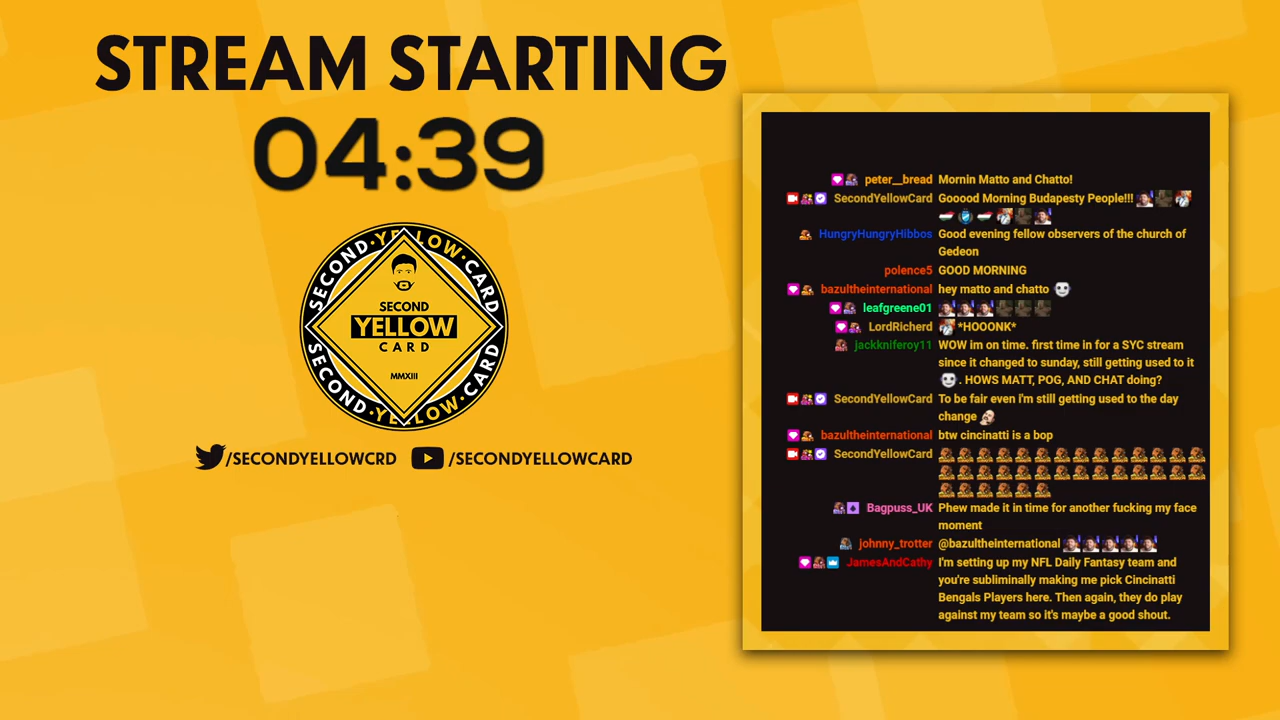 STREAM STARTING
04:39
SECOND·YELLOW·CARD
SECOND
YELLOW
CARD
MMXIII
SECOND·YELLOW·CARD
/SECONDYELLOWCRD /SECONDYELLOWCARD
peter__bread Mornin Matto and Chatto!
SecondYellowCard Gooood Morning Budapesty People!!!
HungryHungryHibbos Good evening fellow observers of the church of
Gedeon
polence5 GOOD MORNING
bazultheinternational hey matto and chatto
leafgreene01
LordRicherd *HOOONK*
jackkniferoy11 WOW im on time. first time in for a SYC stream
since it changed to sunday, still getting used to it
. HOWS MATT, POG, AND CHAT doing?
SecondYellowCard To be fair even i'm still getting used to the day
change
bazultheinternational btw cincinatti is a bop
SecondYellowCard
Bagpuss_UK Phew made it in time for another fucking my face
moment
johnny_trotter @bazultheinternational
JamesAndCathy I'm setting up my NFL Daily Fantasy team and
you're subliminally making me pick Cincinatti
Bengals Players here. Then again, they do play
against my team so it's maybe a good shout.